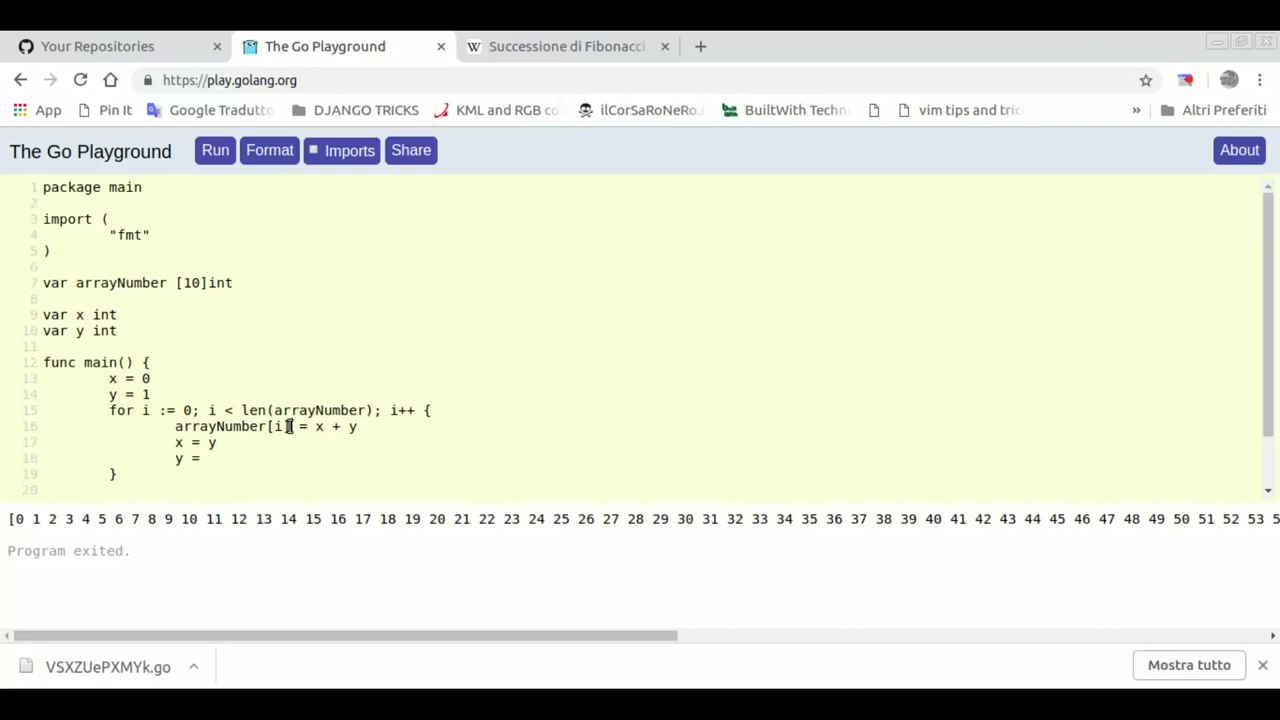 Your Repositories The Go Playground Successione di Fibonacci
https://play.golang.org
App Pin It Google Tradutto DJANGO TRICKS KML and RGB co ilCorSaRoNeRo. BuiltWith Techn vim tips and tric » Altri Preferiti
The Go Playground Run Format Imports Share About
1 package main
2
3 import (
4 "fmt"
5 )
6
7 var arrayNumber [10]int
8
9 var x int
10 var y int
11
12 func main() {
13 x = 0
14 y = 1
15 for i := 0; i < len(arrayNumber); i++ {
16 arrayNumber[i] = x + y
17 x = y
18 y =
19 }
20
[0 1 2 3 4 5 6 7 8 9 10 11 12 13 14 15 16 17 18 19 20 21 22 23 24 25 26 27 28 29 30 31 32 33 34 35 36 37 38 39 40 41 42 43 44 45 46 47 48 49 50 51 52 53 5
Program exited.
VSXZUePXMYk.go Mostra tutto